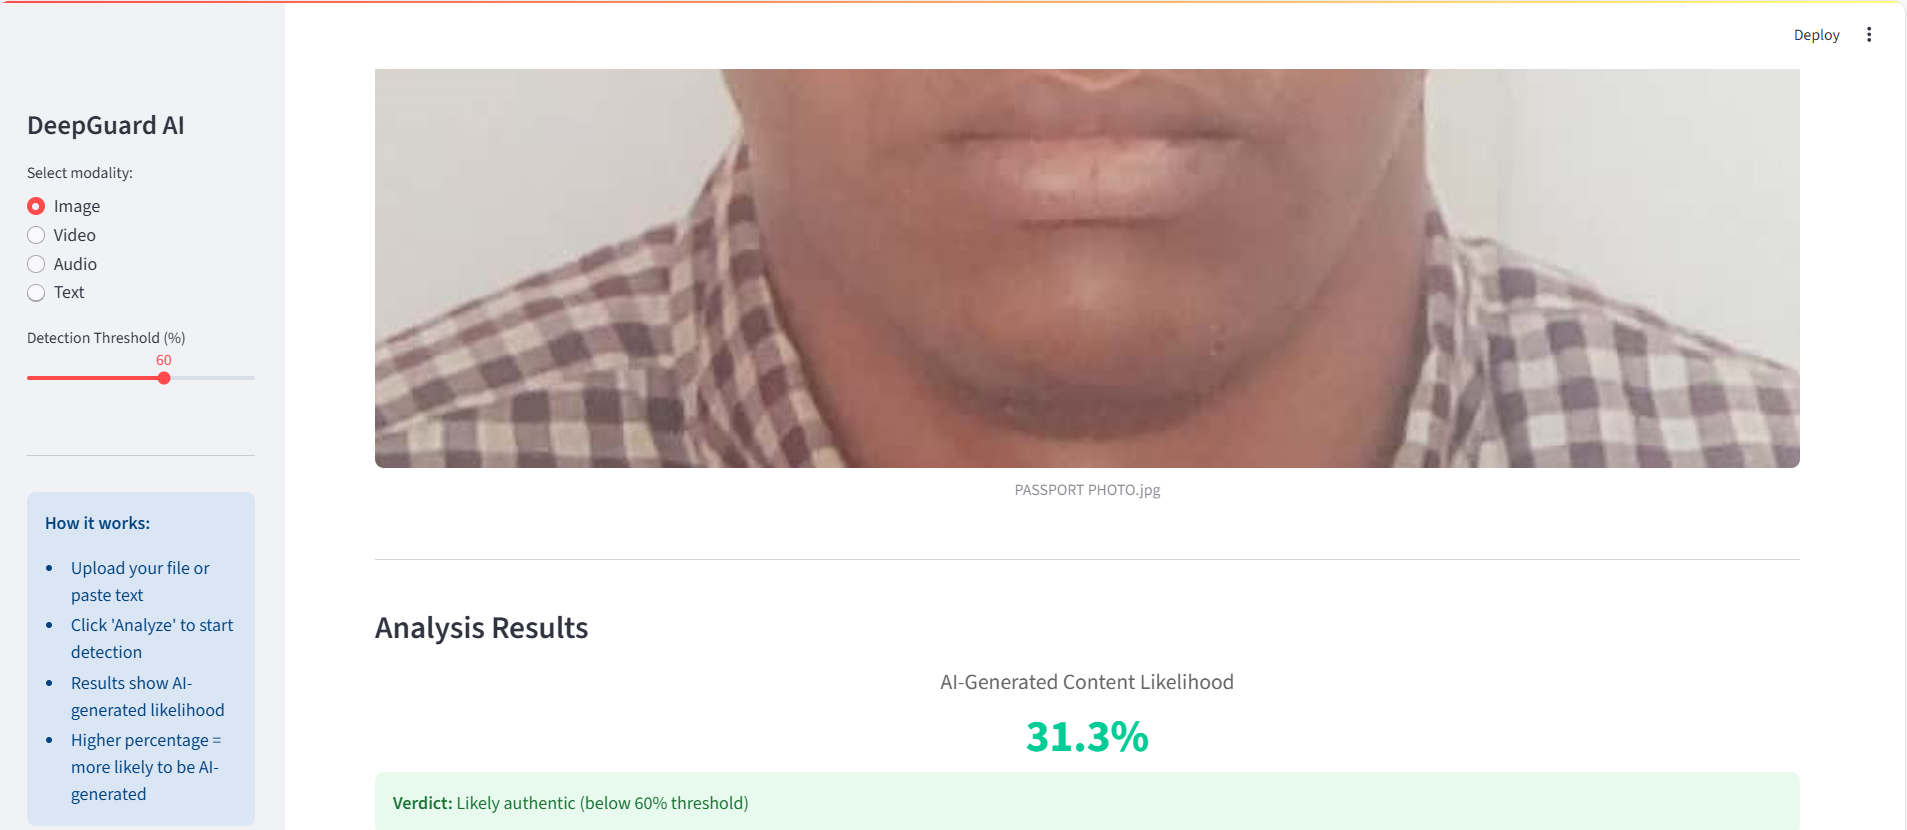 Deploy
DeepGuard AI
Select modality:
Image
Video
Audio
Text
Detection Threshold (%)
60
How it works:
Upload your file or
paste text
Click 'Analyze' to start
detection
Results show AI-
generated likelihood
Higher percentage =
more likely to be AI-
generated
PASSPORT PHOTO.jpg
Analysis Results
AI-Generated Content Likelihood
31.3%
Verdict: Likely authentic (below 60% threshold)